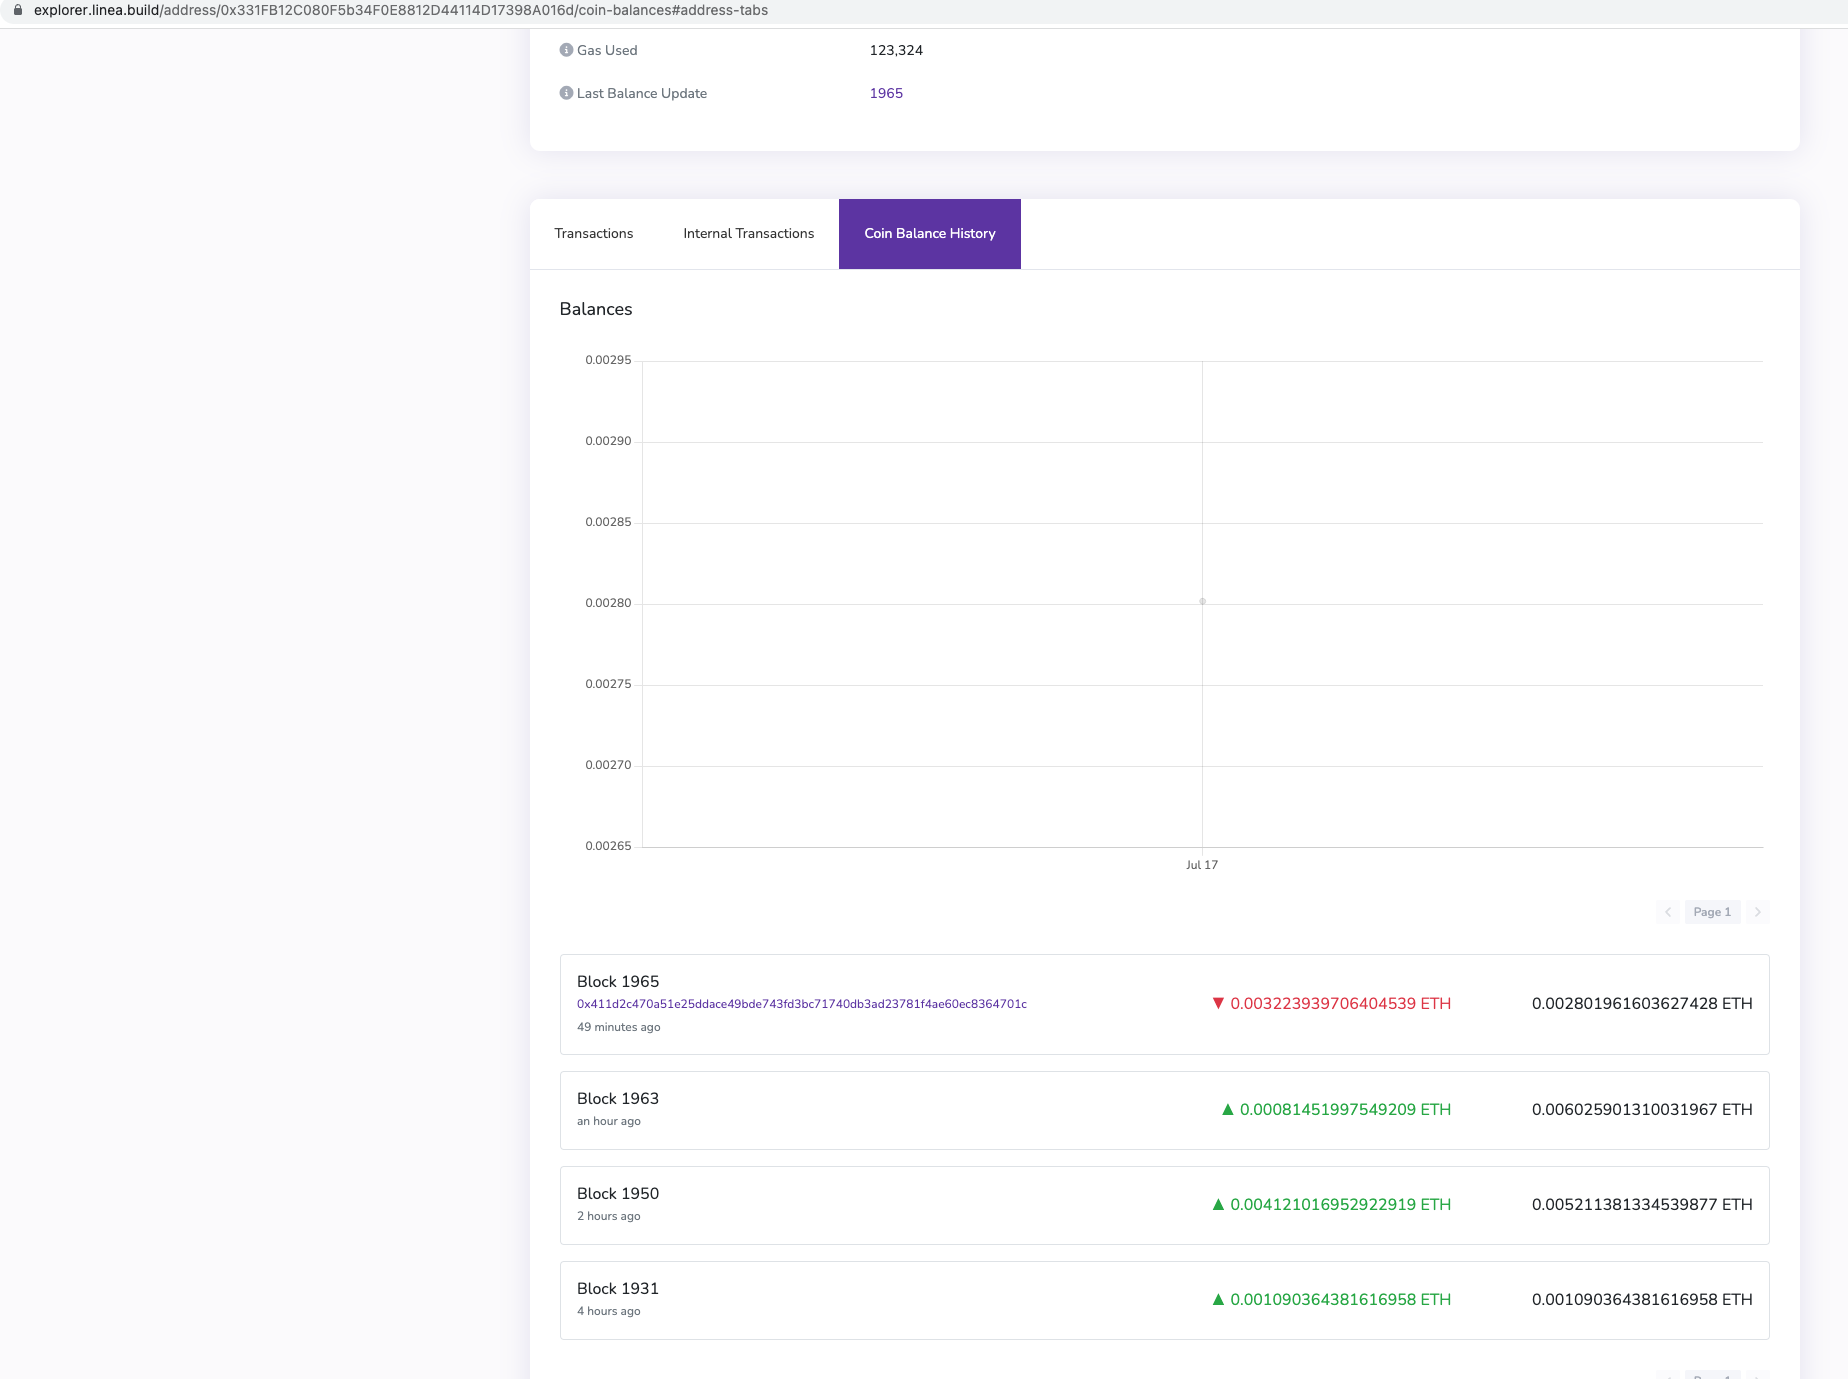 explorer.linea.build/address/0x331FB12C080F5b34F0E8812D44114D17398A016d/coin-balances#address-tabs
Gas Used 123,324
Last Balance Update 1965
Transactions Internal Transactions Coin Balance History
Balances
0.00295
0.00290
0.00285
0.00280
0.00275
0.00270
0.00265
Jul 17
Page 1
Block 1965
0x411d2c470a51e25ddace49bde743fd3bc71740db3ad23781f4ae60ec8364701c
▼ 0.003223939706404539 ETH 0.002801961603627428 ETH
49 minutes ago
Block 1963
▲ 0.00081451997549209 ETH 0.006025901310031967 ETH
an hour ago
Block 1950
▲ 0.004121016952922919 ETH 0.005211381334539877 ETH
2 hours ago
Block 1931
▲ 0.001090364381616958 ETH 0.001090364381616958 ETH
4 hours ago